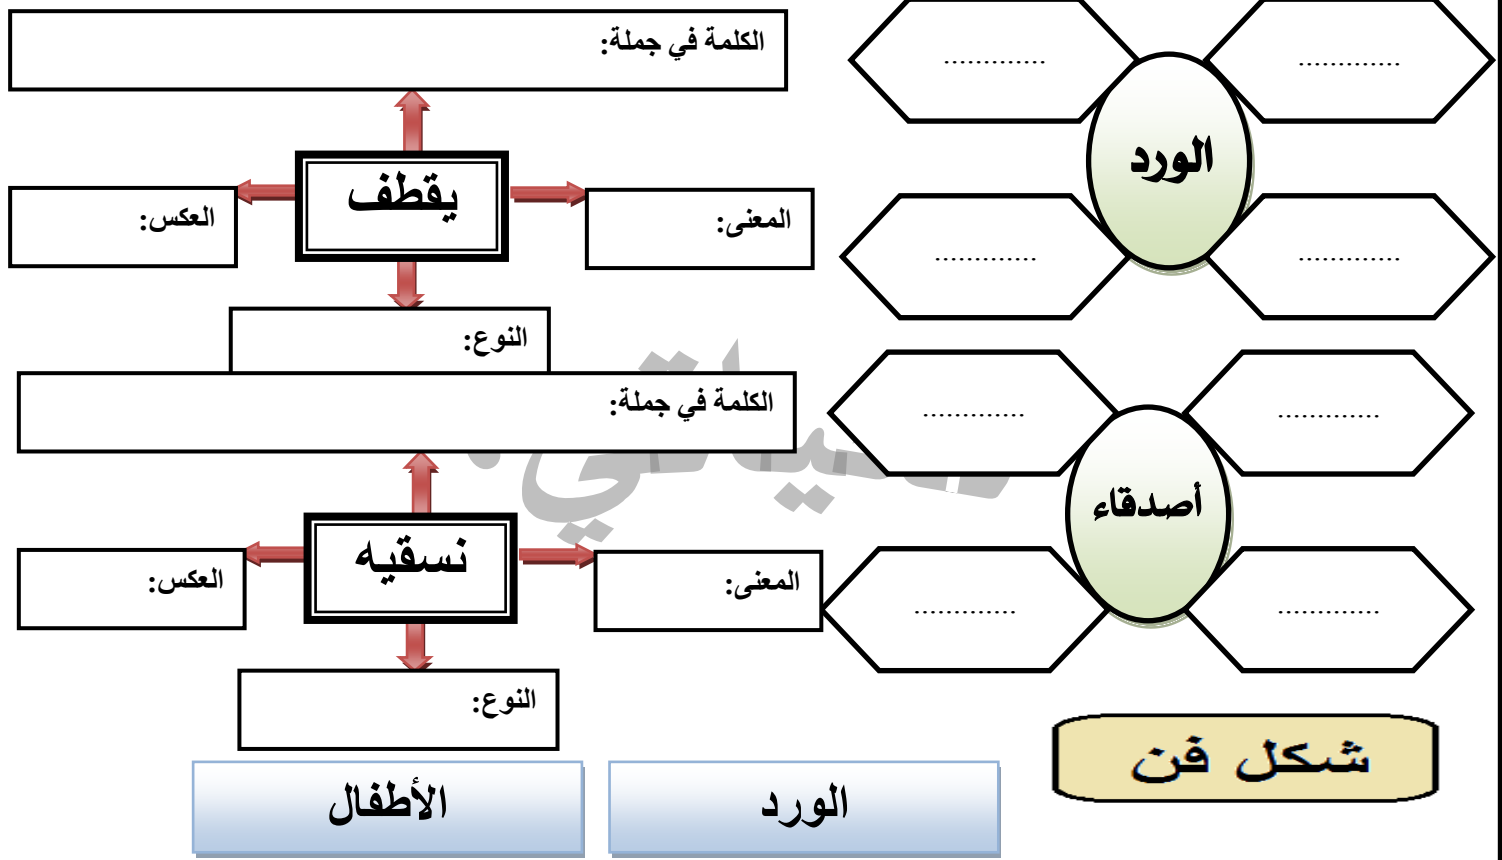 ............. .............
الورد
............. .............
............. .............
أصدقاء
............. .............
الكلمة في جملة:
يقطف
المعنى:
العكس:
النوع:
الكلمة في جملة:
نسقيه
المعنى:
العكس:
النوع:
شكل فن
الورد
الأطفال